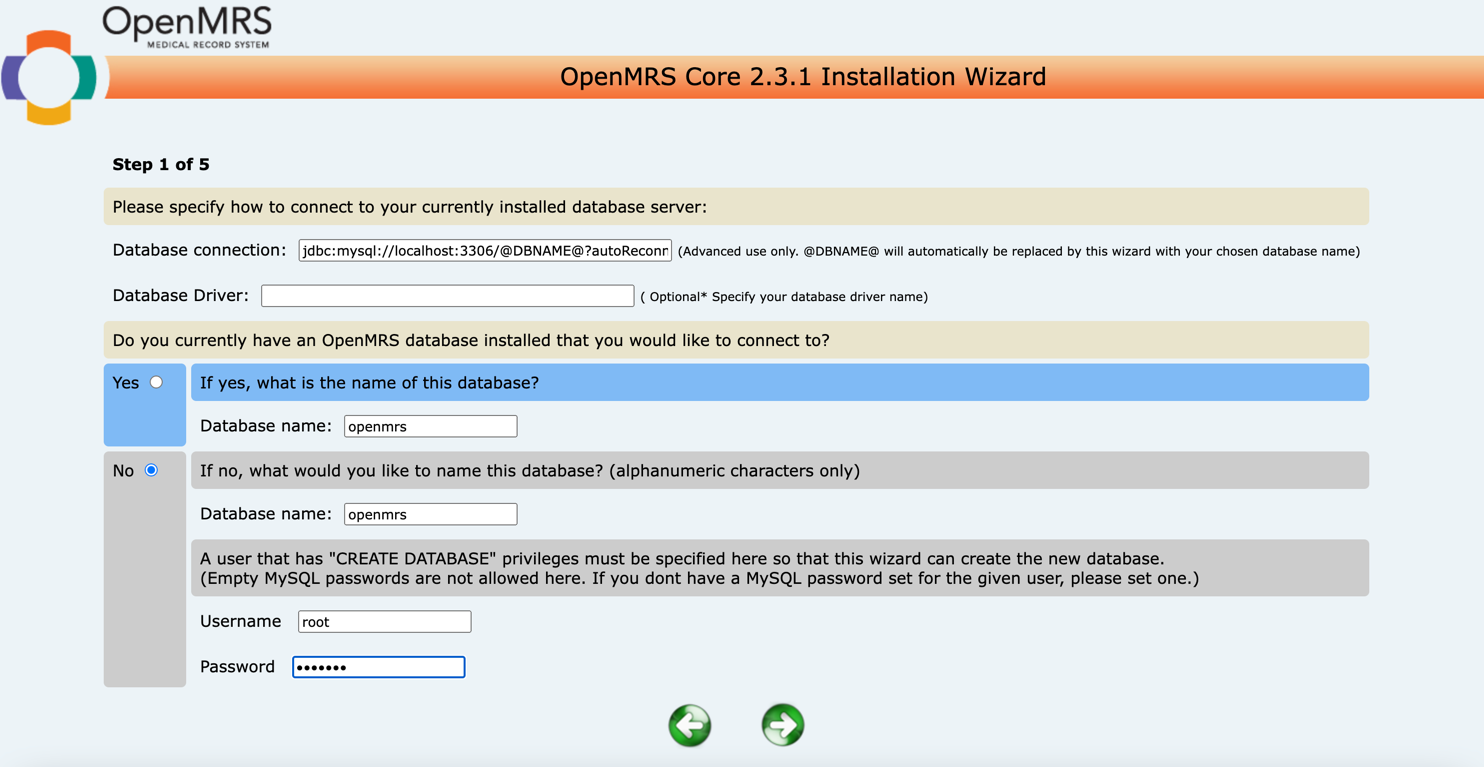 OpenMRS
MEDICAL RECORD SYSTEM
OpenMRS Core 2.3.1 Installation Wizard
Step 1 of 5
Please specify how to connect to your currently installed database server:
Database connection: jdbc:mysql://localhost:3306/@DBNAME@?autoReconn (Advanced use only. @DBNAME@ will automatically be replaced by this wizard with your chosen database name)
Database Driver: ( Optional* Specify your database driver name)
Do you currently have an OpenMRS database installed that you would like to connect to?
Yes If yes, what is the name of this database?
Database name: openmrs
No If no, what would you like to name this database? (alphanumeric characters only)
Database name: openmrs
A user that has "CREATE DATABASE" privileges must be specified here so that this wizard can create the new database.
(Empty MySQL passwords are not allowed here. If you dont have a MySQL password set for the given user, please set one.)
Username root
Password •••••••